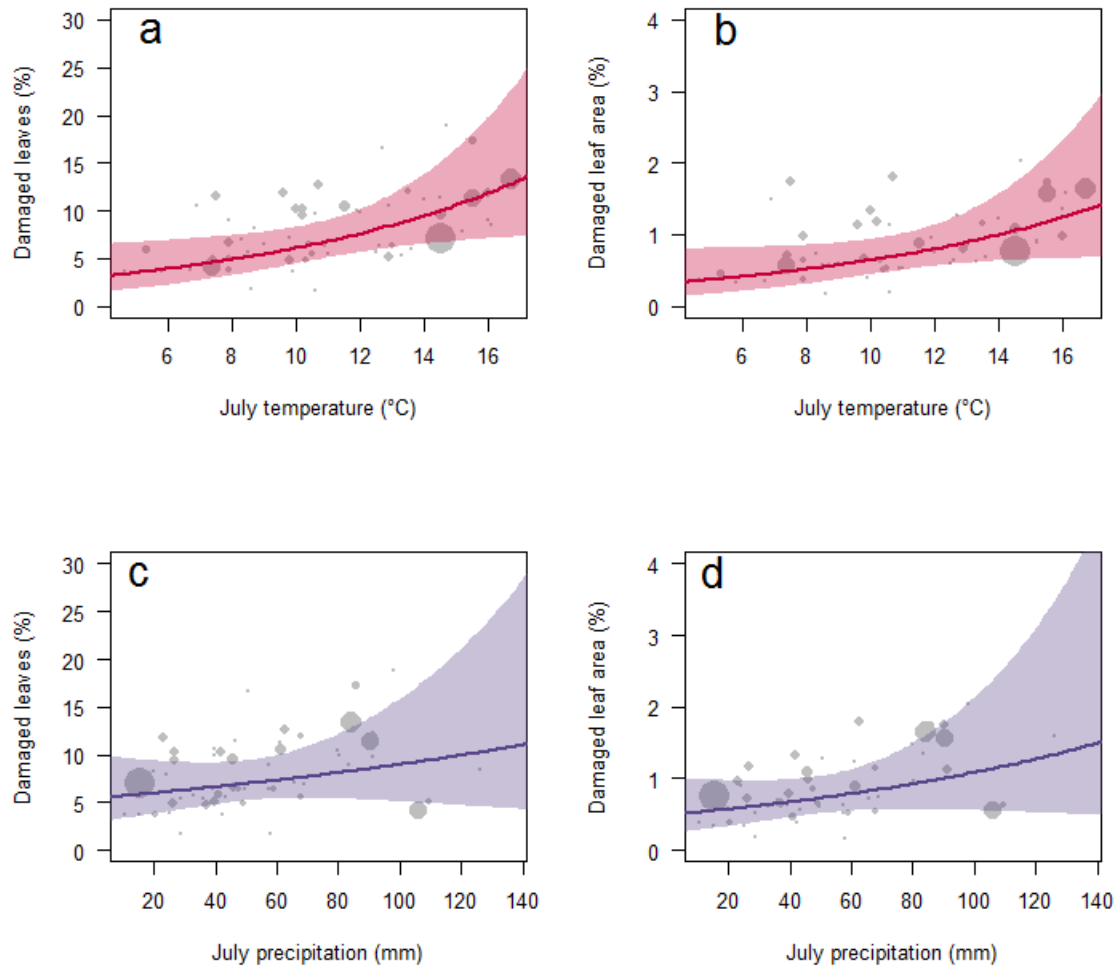 a
Damaged leaves (%)
30
25
20
15
10
5
0
6 8 10 12 14 16
July temperature (°C)
b
Damaged leaf area (%)
4
3
2
1
0
6 8 10 12 14 16
July temperature (°C)
c
Damaged leaves (%)
30
25
20
15
10
5
0
20 40 60 80 100 120 140
July precipitation (mm)
d
Damaged leaf area (%)
4
3
2
1
0
20 40 60 80 100 120 140
July precipitation (mm)